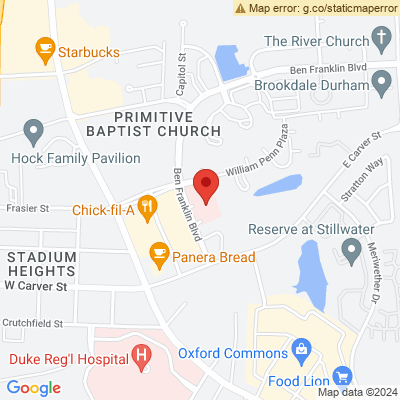 Map error: g.co/staticmaperror
Starbucks
Capitol St
The River Church
Ben Franklin Blvd
Brookdale Durham
PRIMITIVE
BAPTIST CHURCH
Hock Family Pavilion
William Penn Plaza
E Carver St
Stratton Way
Ben Franklin Blvd
Frasier St
Chick-fil-A
Reserve at Stillwater
STADIUM
HEIGHTS
Panera Bread
Meriwether Dr
W Carver St
Crutchfield St
Duke Reg'l Hospital
H
Oxford Commons
Food Lion
Google
Map data ©2024